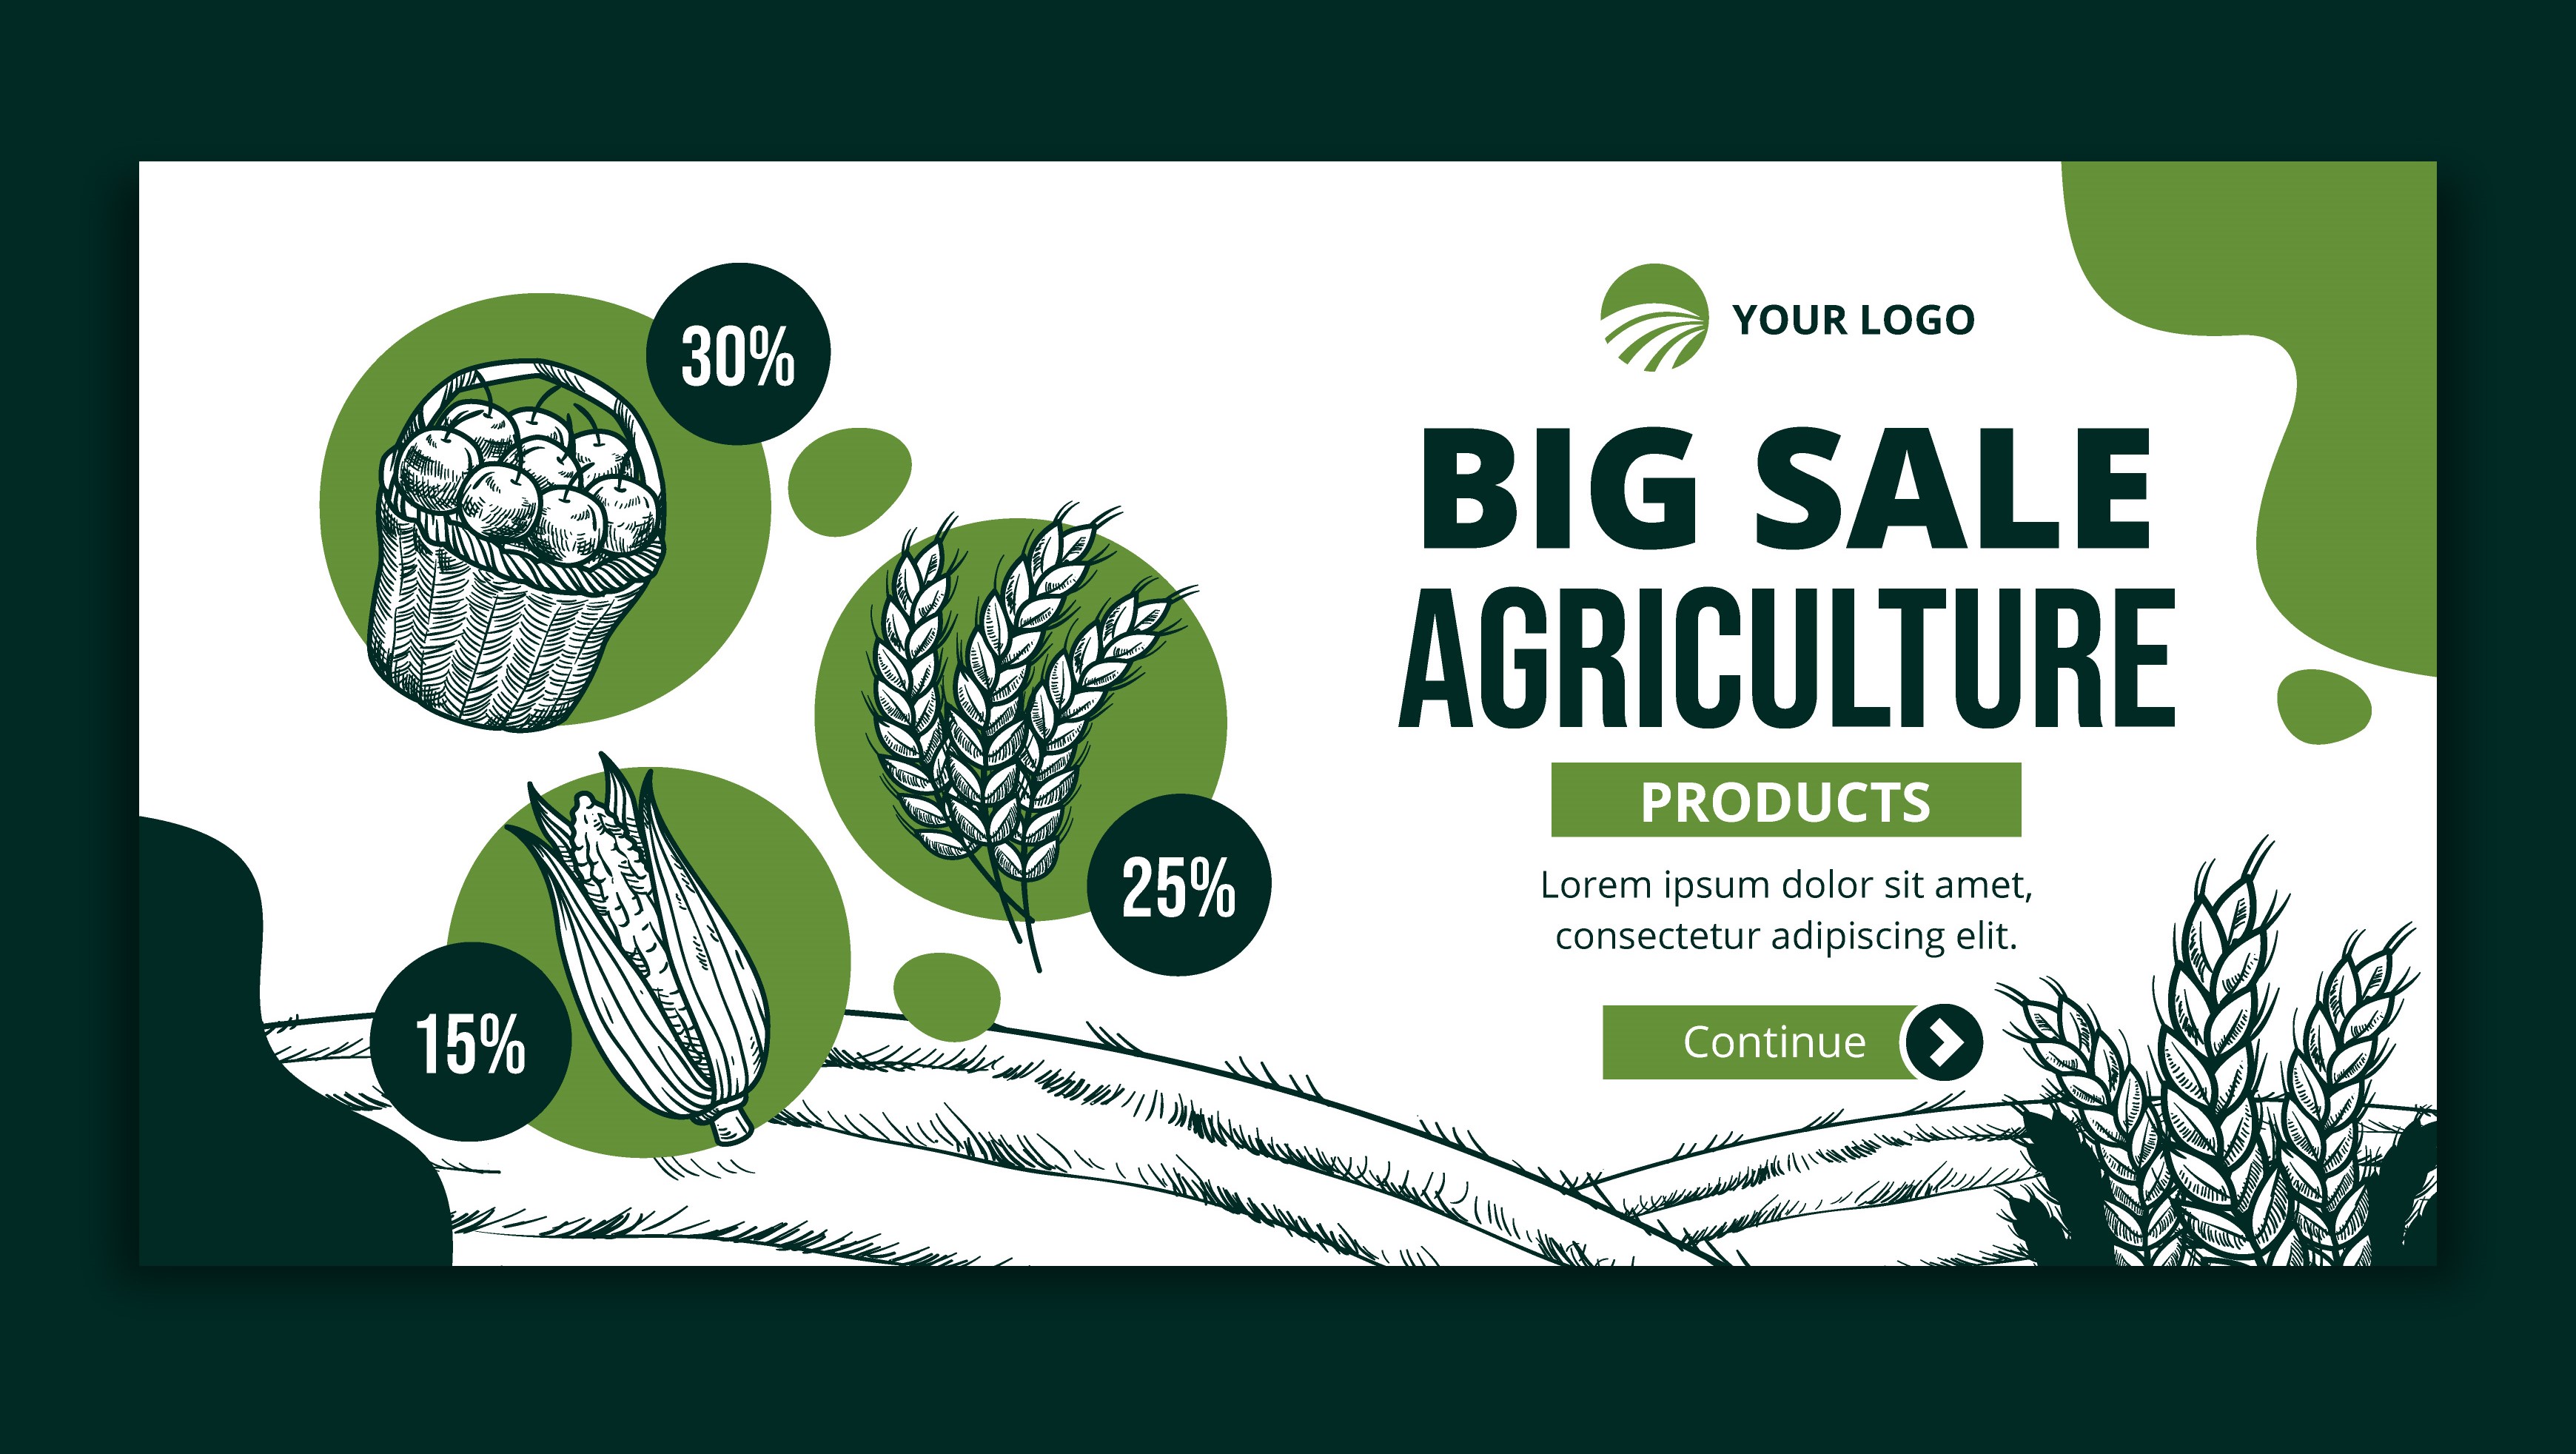 30%
25%
15%
YOUR LOGO
BIG SALE
AGRICULTURE
PRODUCTS
Lorem ipsum dolor sit amet,
consectetur adipiscing elit.
Continue